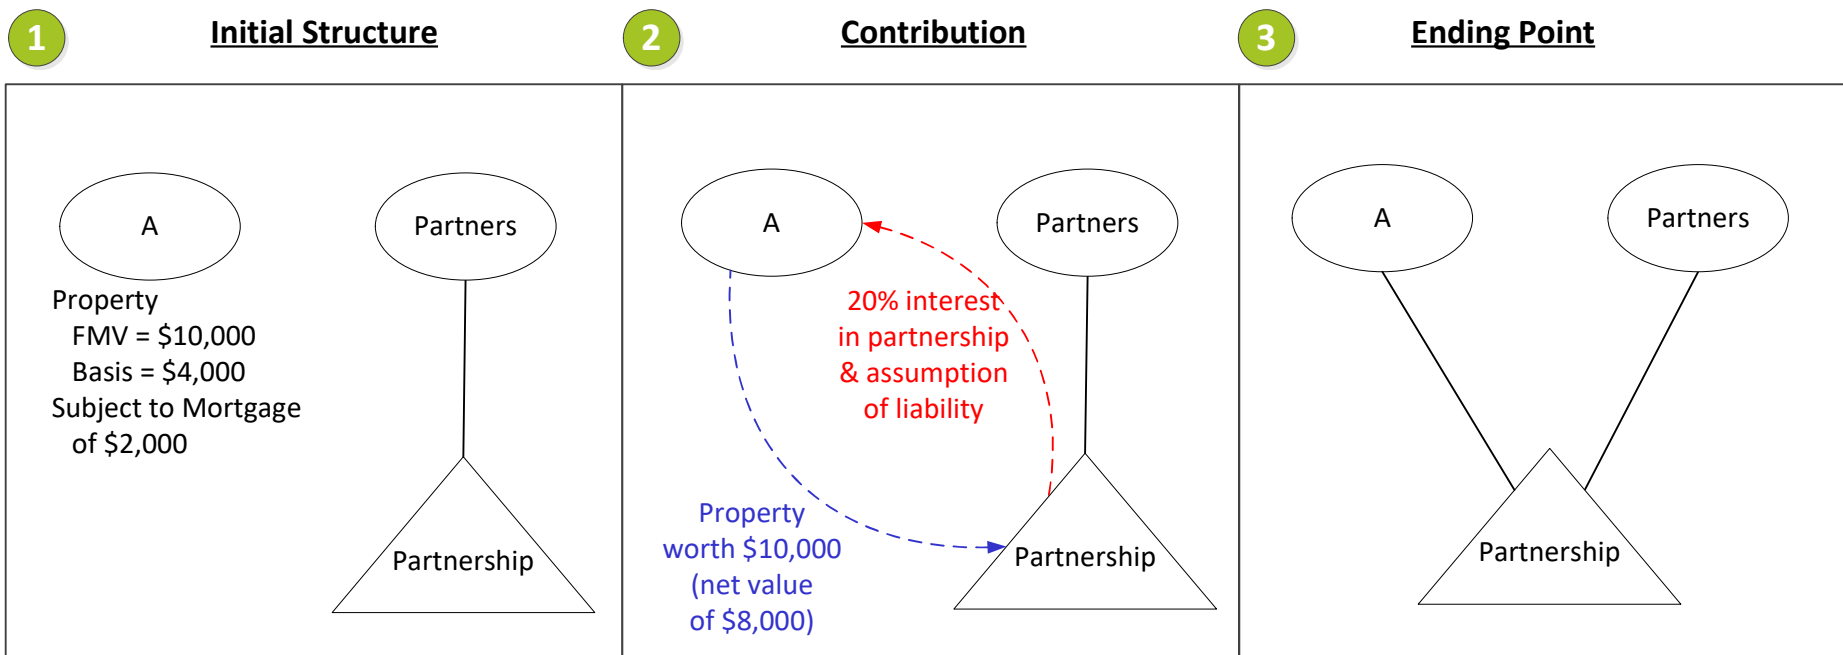 1
Initial Structure
2
Contribution
3
Ending Point
A
Partners
Property
FMV = $10,000
Basis = $4,000
Subject to Mortgage
of $2,000
Partnership
A
Partners
20% interest
in partnership
& assumption
of liability
Property
worth $10,000
(net value
of $8,000)
Partnership
A
Partners
Partnership